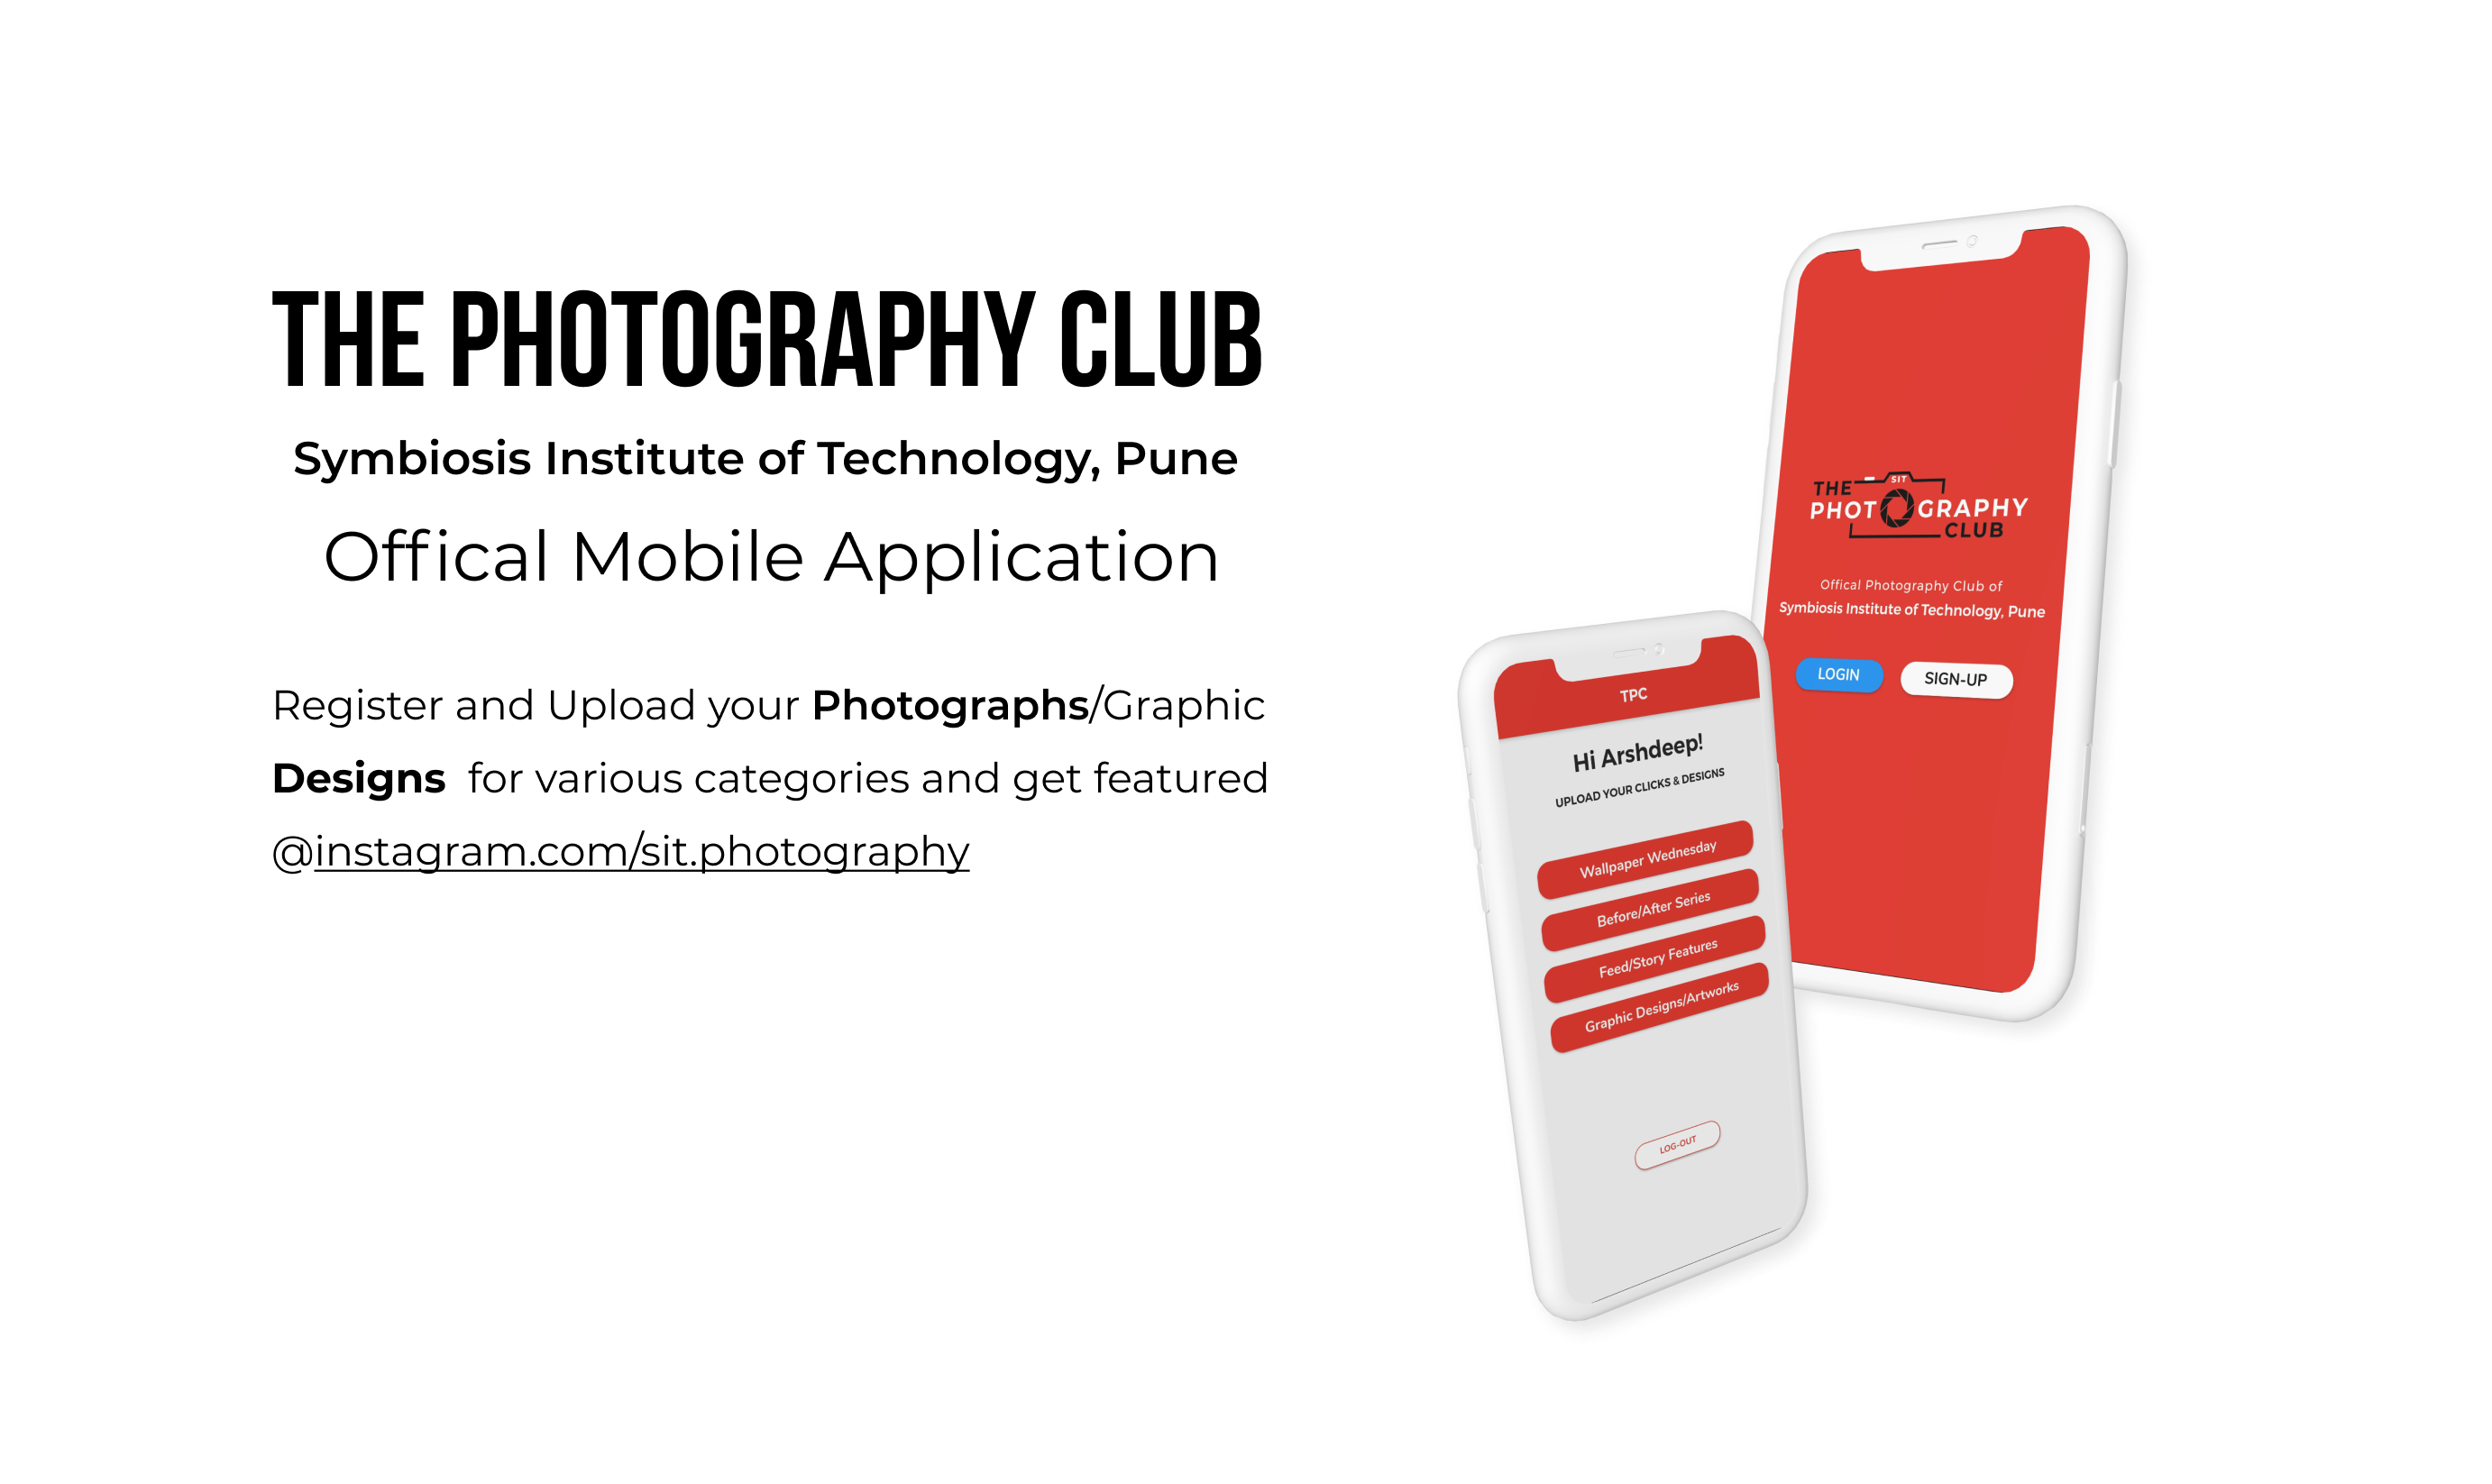 THE PHOTOGRAPHY CLUB
Symbiosis Institute of Technology, Pune
Offical Mobile Application
Register and Upload your Photographs/Graphic
Designs for various categories and get featured
@instagram.com/sit.photography
SIT
THE
PHOTOGRAPHY
CLUB
Offical Photography Club of
Symbiosis Institute of Technology, Pune
LOGIN SIGN-UP
TPC
Hi Arshdeep!
UPLOAD YOUR CLICKS & DESIGNS
Wallpaper Wednesday
Before/After Series
Feed/Story Features
Graphic Designs/Artworks
LOG-OUT